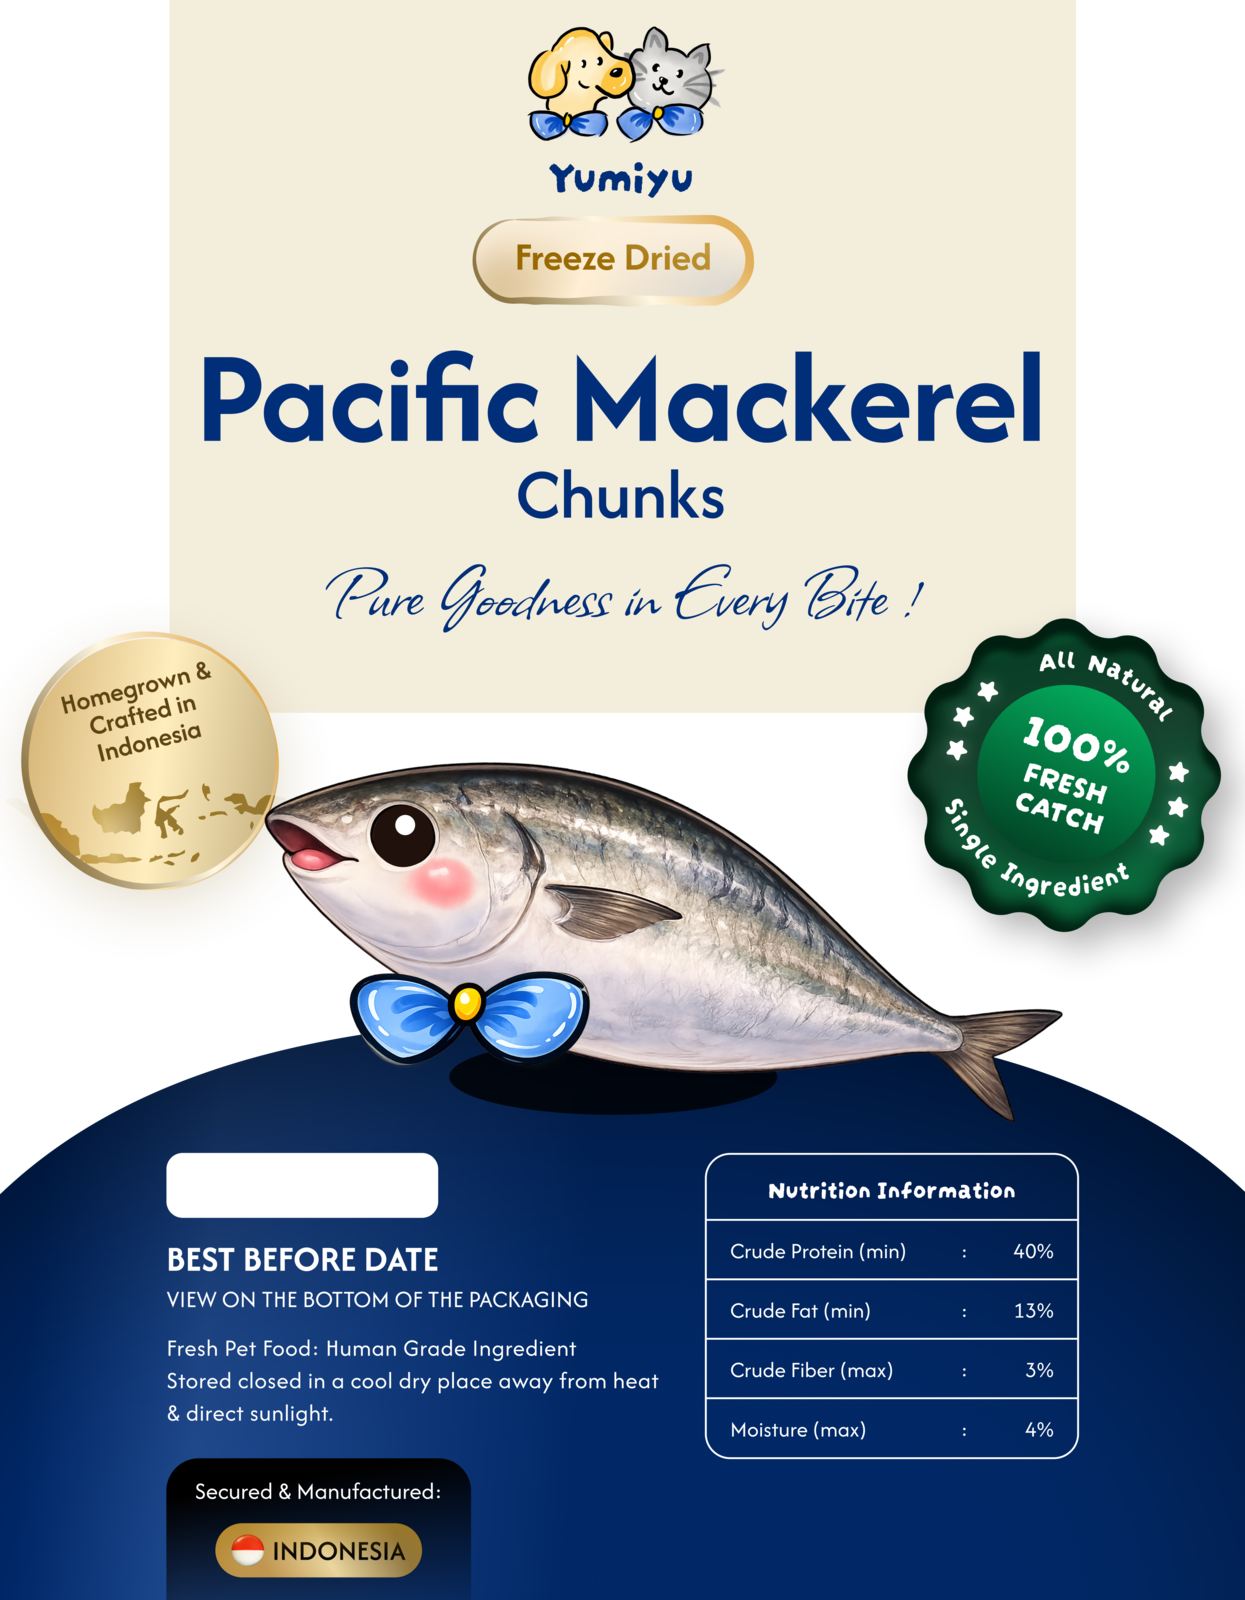 Yumiyu
Freeze Dried
Pacific Mackerel
Chunks
Pure Goodness in Every Bite !
Homegrown &
Crafted in
Indonesia
All Natural
100%
FRESH
CATCH
Single Ingredient
BEST BEFORE DATE
VIEW ON THE BOTTOM OF THE PACKAGING
Fresh Pet Food: Human Grade Ingredient
Stored closed in a cool dry place away from heat
& direct sunlight.
Secured & Manufactured:
INDONESIA
Nutrition Information
Crude Protein (min) : 40%
Crude Fat (min) : 13%
Crude Fiber (max) : 3%
Moisture (max) : 4%